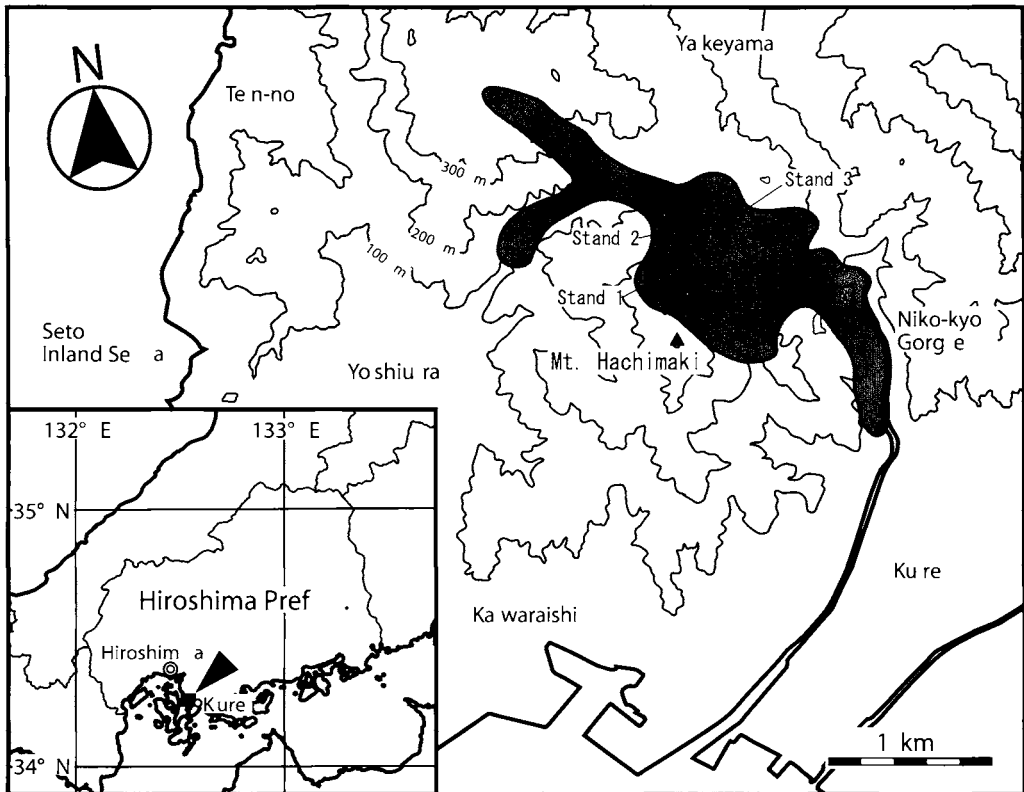 N
Te n-no
Ya keyama
300 m
200 m
100 m
Stand 3
Stand 2
Stand 1
Niko-kyo
Gorg e
Seto
Inland Se a
Yo shiu ra
Mt. Hachimaki
Ku re
Ka waraishi
1 km
132° E
133° E
35° N
Hiroshima Pref
Hiroshim a
Kure
34° N